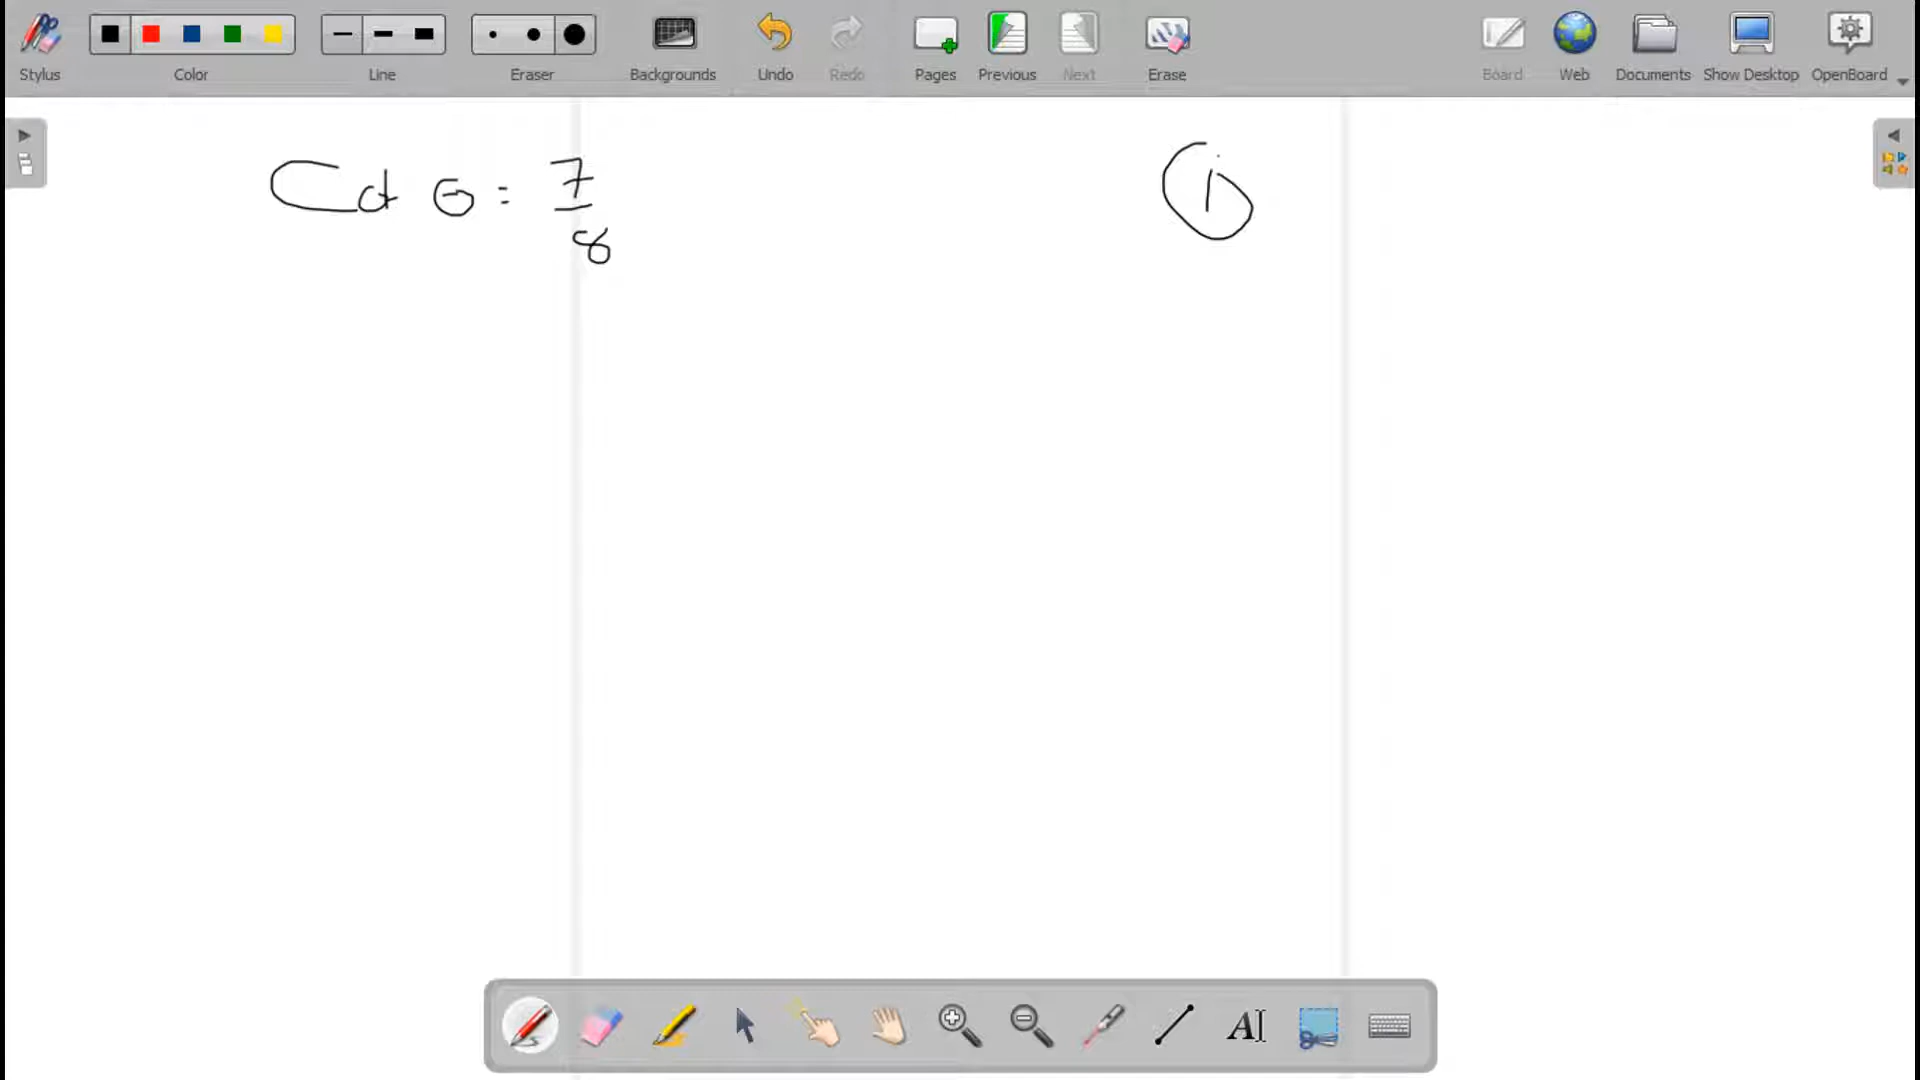 Stylus
Color
Line
Eraser
Backgrounds
Undo
Redo
Pages
Previous
Next
Erase
Board
Web
Documents
Show Desktop
OpenBoard
Cot θ = 7/8
i
AI